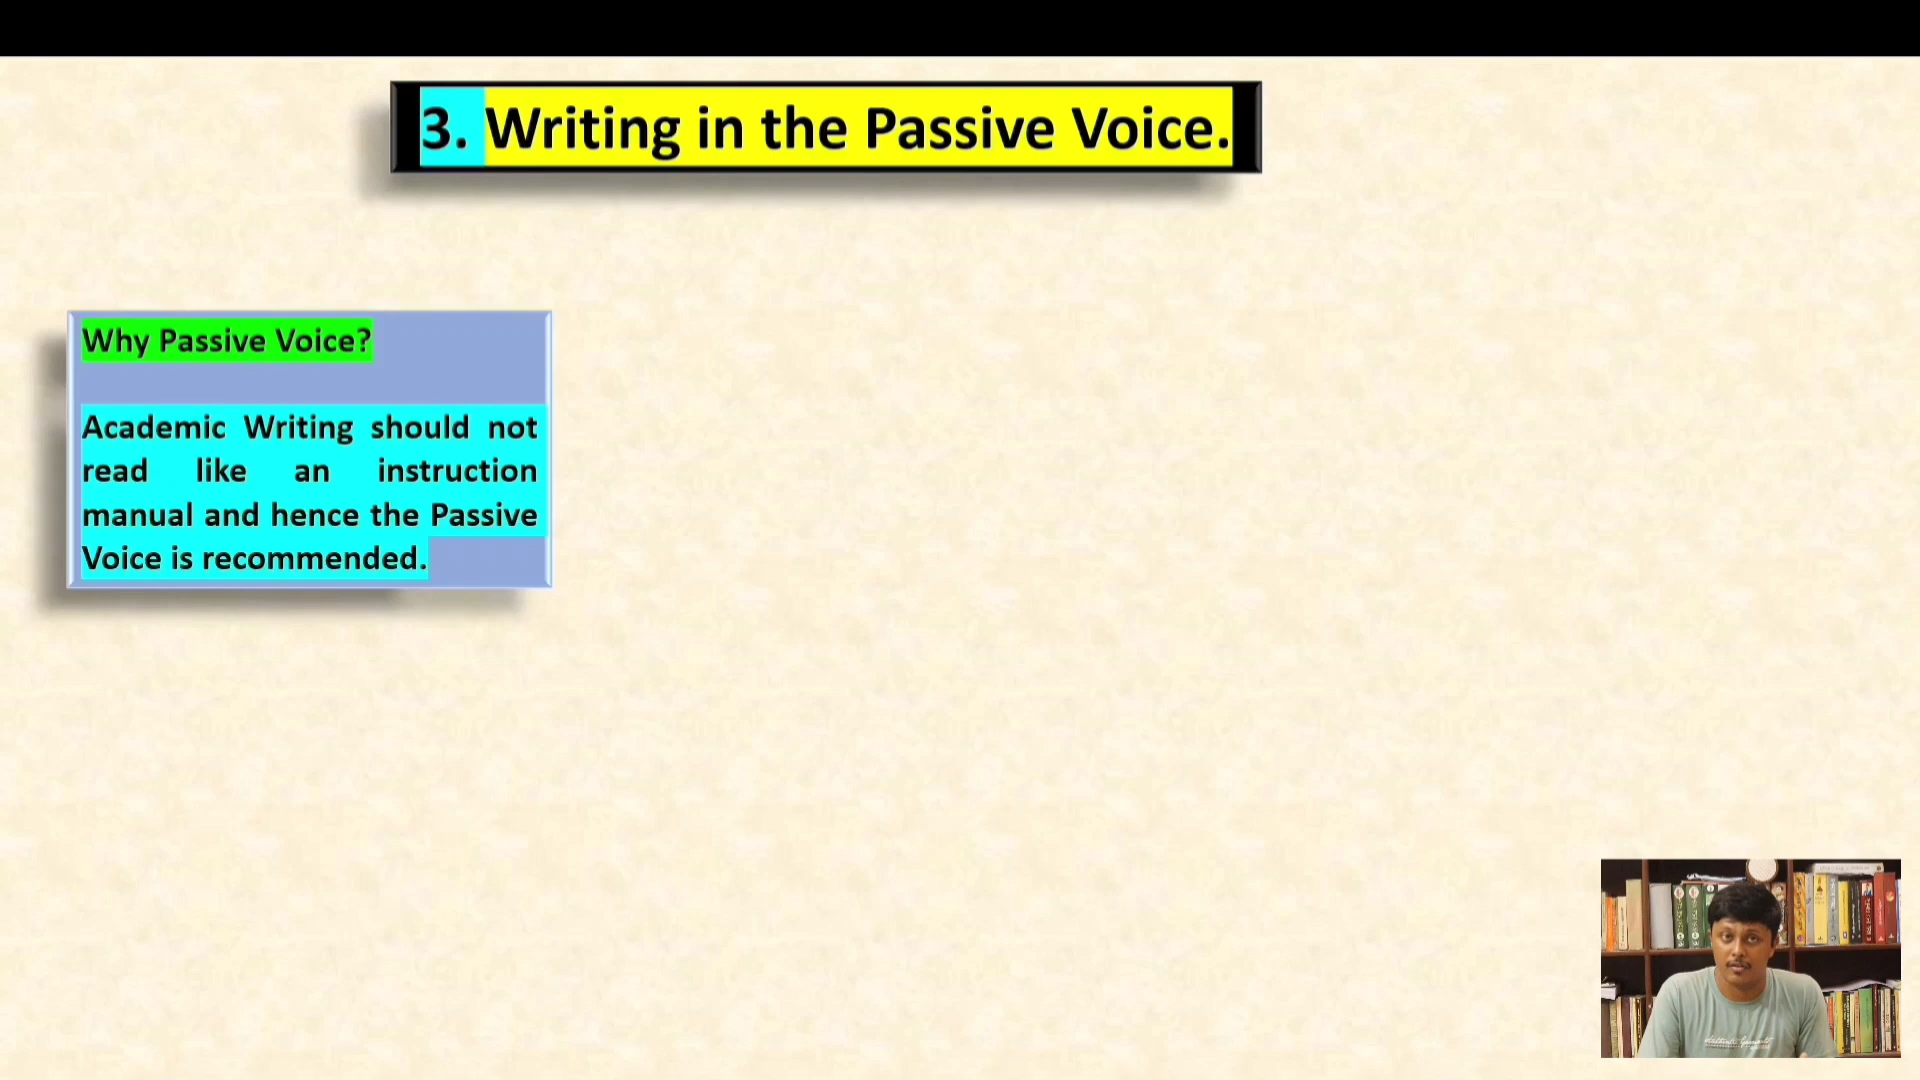 3. Writing in the Passive Voice.
Why Passive Voice?
Academic Writing should not
read like an instruction
manual and hence the Passive
Voice is recommended.